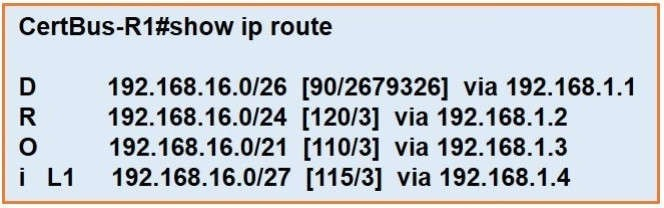 CertBus-R1#show ip route
D 192.168.16.0/26 [90/2679326] via 192.168.1.1
R 192.168.16.0/24 [120/3] via 192.168.1.2
O 192.168.16.0/21 [110/3] via 192.168.1.3
i L1 192.168.16.0/27 [115/3] via 192.168.1.4